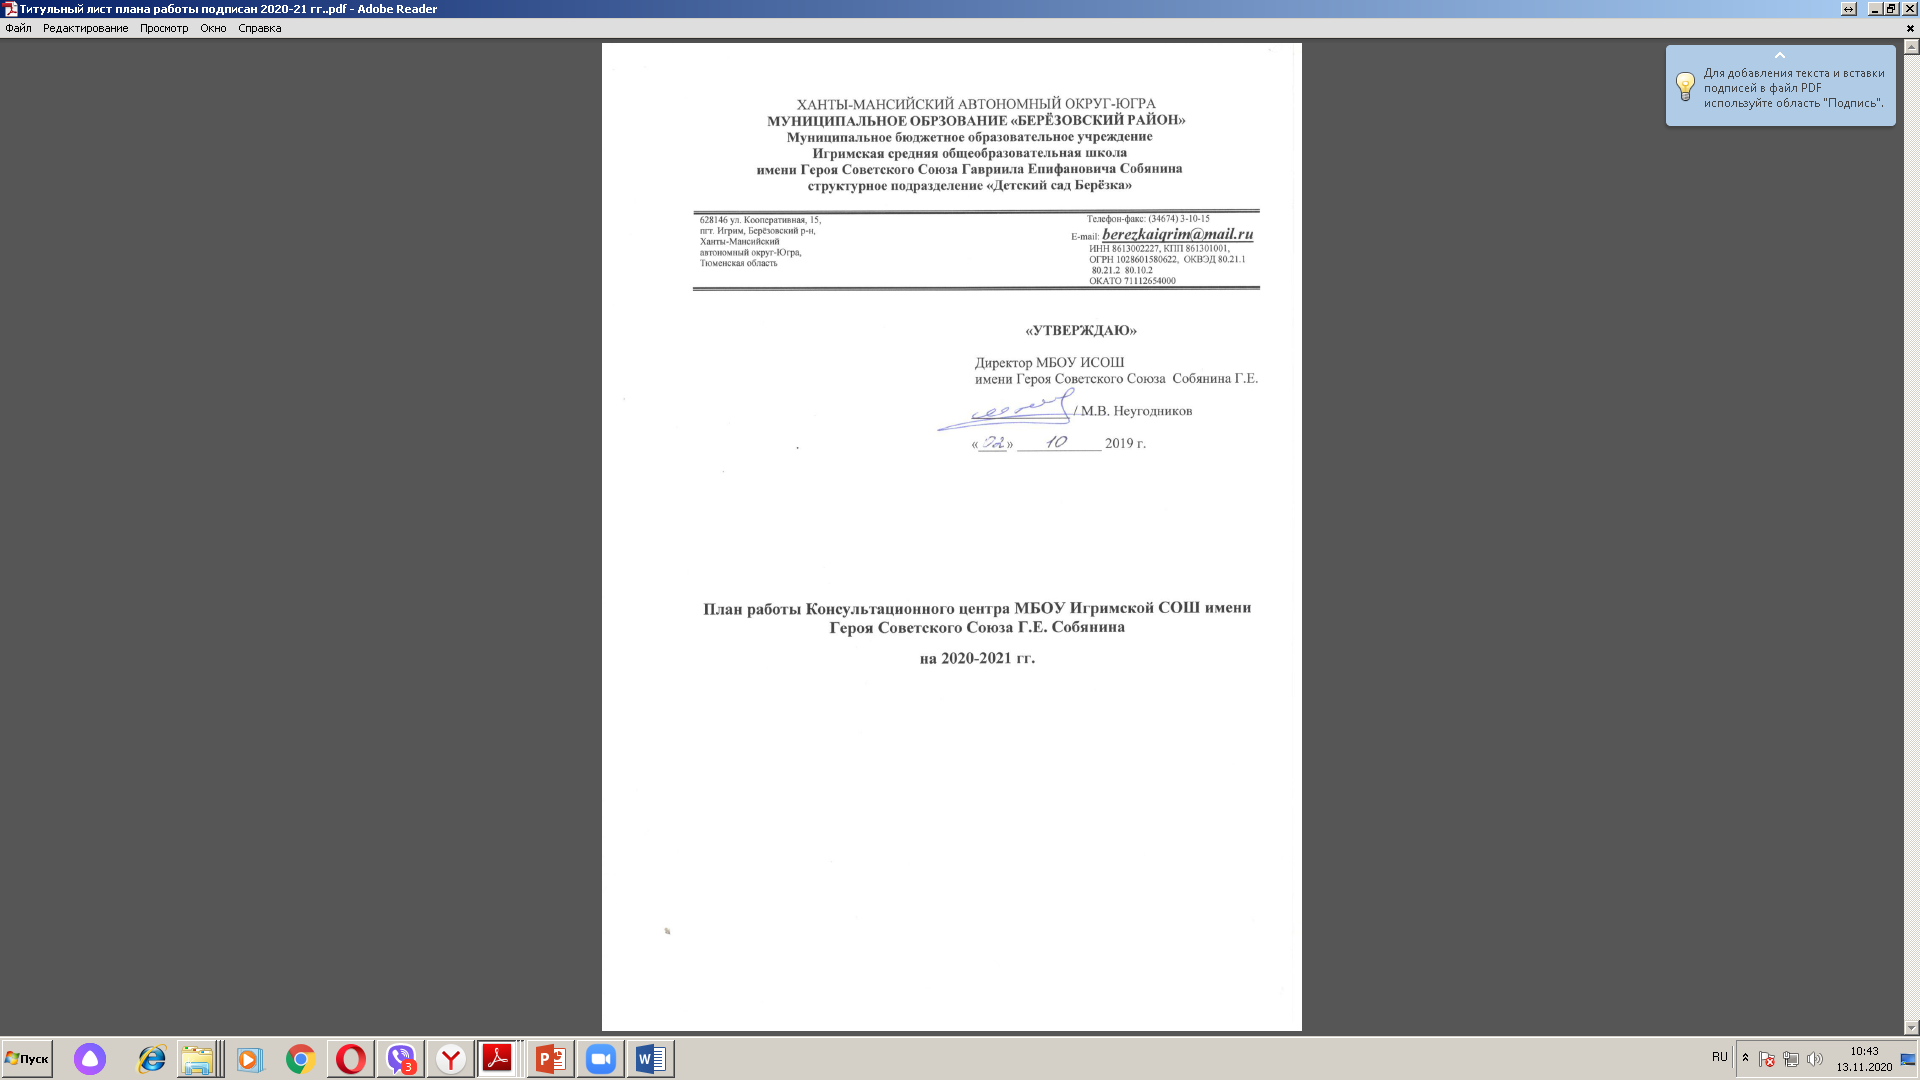 Титульный лист плана работы подписан 2020-21 гг..pdf - Adobe Reader
Файл Редактирование Просмотр Окно Справка
Для добавления текста и вставки
подписей в файл PDF
используйте область "Подпись".
ХАНТЫ-МАНСИЙСКИЙ АВТОНОМНЫЙ ОКРУГ-ЮГРА
МУНИЦИПАЛЬНОЕ ОБРЗОВАНИЕ «БЕРЁЗОВСКИЙ РАЙОН»
Муниципальное бюджетное образовательное учреждение
Игримская средняя общеобразовательная школа
имени Героя Советского Союза Гавриила Епифановича Собянина
структурное подразделение «Детский сад Берёзка»
628146 ул. Кооперативная, 15,
пгт. Игрим, Берёзовский р-н,
Ханты-Мансийский
автономный округ-Югра,
Тюменская область
Телефон-факс: (34674) 3-10-15
E-mail: berezkaiqrim@mail.ru
ИНН 8613002227, КПП 861301001,
ОГРН 1028601580622, ОКВЭД 80.21.1
80.21.2 80.10.2
ОКАТО 71112654000
«УТВЕРЖДАЮ»
Директор МБОУ ИСОШ
имени Героя Советского Союза Собянина Г.Е.
/ М.В. Неугодников
«02» 10 2019 г.
План работы Консультационного центра МБОУ Игримской СОШ имени
Героя Советского Союза Г.Е. Собянина
на 2020-2021 гг.
Пуск
3
RU
10:43
13.11.2020